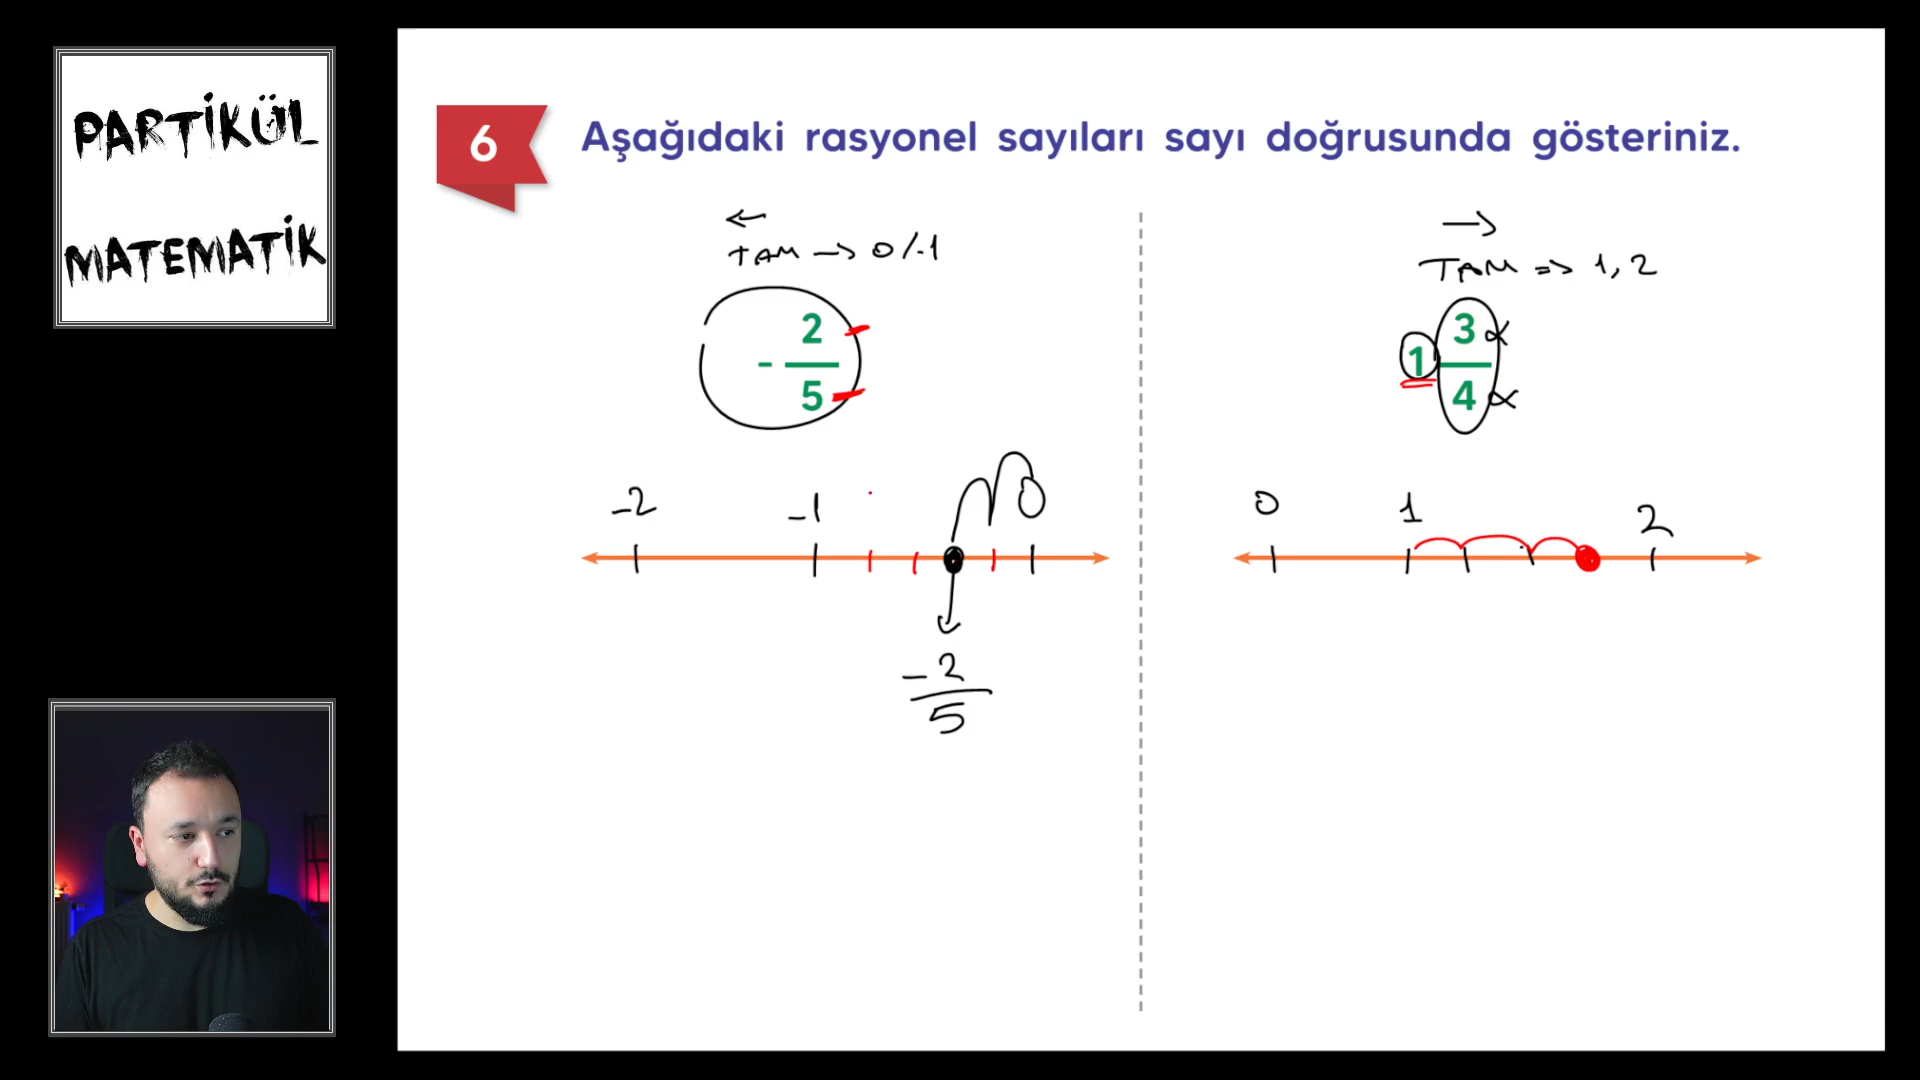 PARTİKÜL
MATEMATİK
6
Aşağıdaki rasyonel sayıları sayı doğrusunda gösteriniz.
←
TAM → 0/-1
- 2/5
-2 -1 0
-2/5
→
TAM => 1, 2
1 3/4
0 1 2